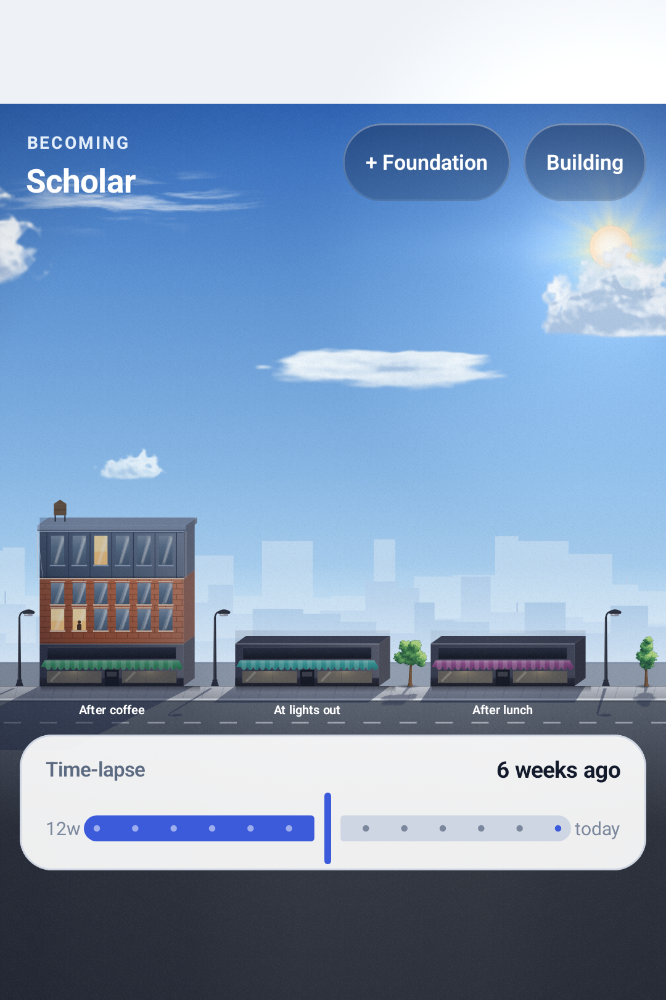 BECOMING
Scholar
+ Foundation
Building
After coffee
At lights out
After lunch
Time-lapse
6 weeks ago
12w
today